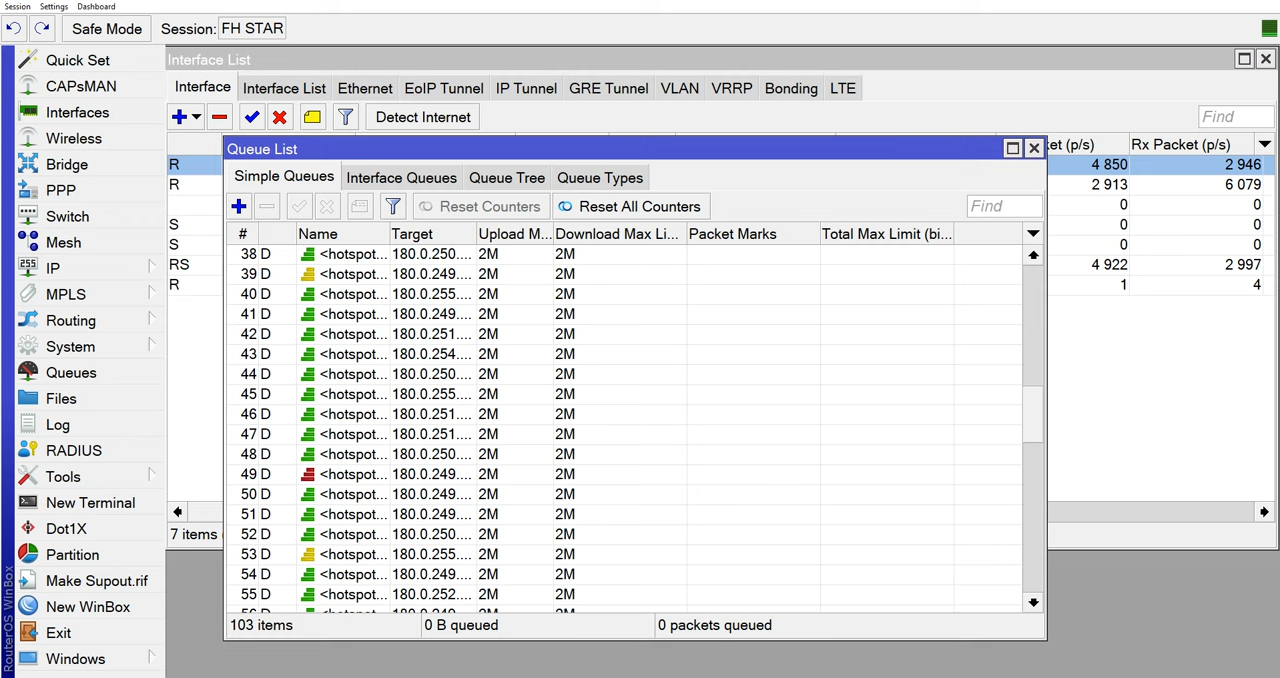 Session Settings Dashboard
Safe Mode Session: FH STAR
Quick Set
CAPsMAN
Interfaces
Wireless
Bridge
PPP
Switch
Mesh
255 IP
MPLS
Routing
System
Queues
Files
Log
RADIUS
Tools
New Terminal
Dot1X
Partition
Make Supout.rif
New WinBox
Exit
Windows
RouterOS WinBox
Interface List
Interface Interface List Ethernet EoIP Tunnel IP Tunnel GRE Tunnel VLAN VRRP Bonding LTE
Detect Internet Find
et (p/s) Rx Packet (p/s)
R 4 850 2 946
R 2 913 6 079
0 0
S 0 0
S 0 0
RS 4 922 2 997
R 1 4
7 items
Queue List
Simple Queues Interface Queues Queue Tree Queue Types
Reset Counters Reset All Counters Find
# Name Target Upload M... Download Max Li... Packet Marks Total Max Limit (bi...
38 D <hotspot... 180.0.250.... 2M 2M
39 D <hotspot... 180.0.249.... 2M 2M
40 D <hotspot... 180.0.255.... 2M 2M
41 D <hotspot... 180.0.249.... 2M 2M
42 D <hotspot... 180.0.251.... 2M 2M
43 D <hotspot... 180.0.254.... 2M 2M
44 D <hotspot... 180.0.250.... 2M 2M
45 D <hotspot... 180.0.255.... 2M 2M
46 D <hotspot... 180.0.251.... 2M 2M
47 D <hotspot... 180.0.251.... 2M 2M
48 D <hotspot... 180.0.250.... 2M 2M
49 D <hotspot... 180.0.249.... 2M 2M
50 D <hotspot... 180.0.249.... 2M 2M
51 D <hotspot... 180.0.249.... 2M 2M
52 D <hotspot... 180.0.250.... 2M 2M
53 D <hotspot... 180.0.255.... 2M 2M
54 D <hotspot... 180.0.249.... 2M 2M
55 D <hotspot... 180.0.252.... 2M 2M
103 items 0 B queued 0 packets queued